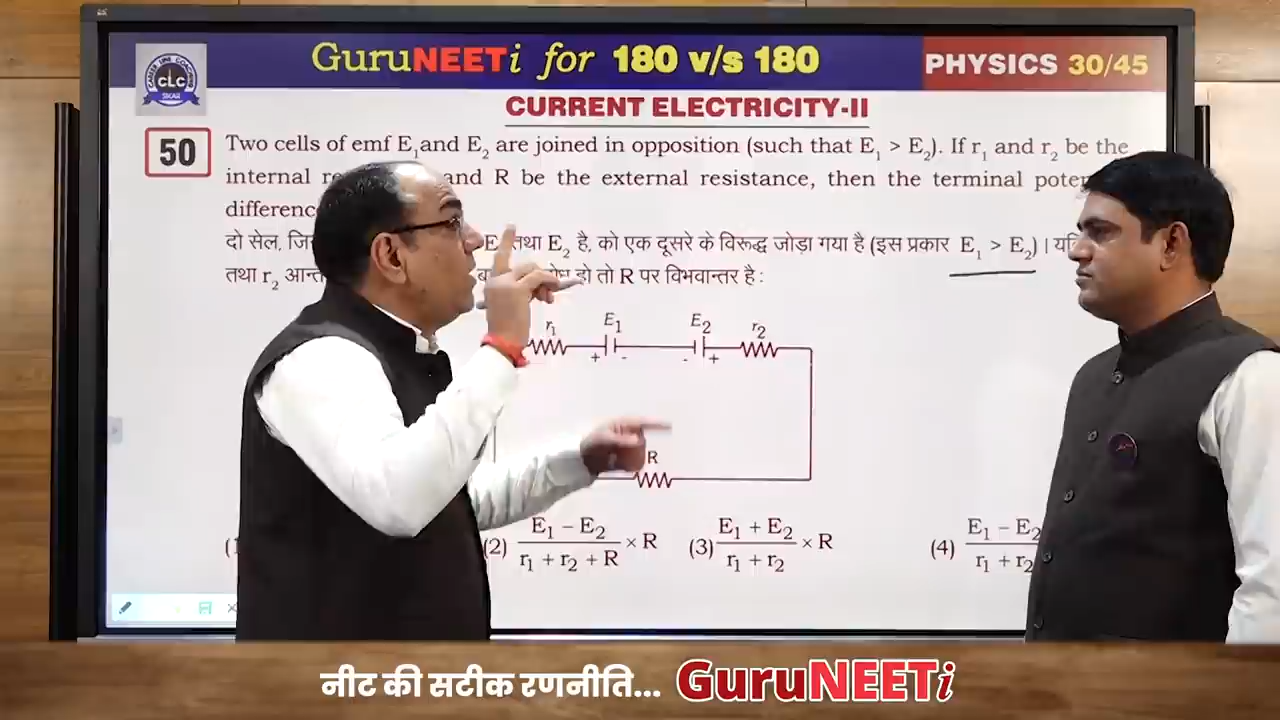 GuruNEETi for 180 v/s 180
PHYSICS 30/45
CLC
SIKAR
CURRENT ELECTRICITY-II
50
Two cells of emf E₁and E₂ are joined in opposition (such that E₁ > E₂). If r₁ and r₂ be the
internal and R be the external resistance, then the terminal
दो सेल, E तथा E₂ है, को एक दूसरे के विरूद्ध जोड़ा गया है (इस प्रकार E₁ > E₂)।
तथा r₂ हो तो R पर विभवान्तर है :
r₁ E₁ E₂ r₂
+ - - +
R
(2) E₁ – E₂ / r₁ + r₂ + R × R (3) E₁ + E₂ / r₁ + r₂ × R (4) E₁ – E₂ / r₁ + r₂
नीट की सटीक रणनीति... GuruNEETi